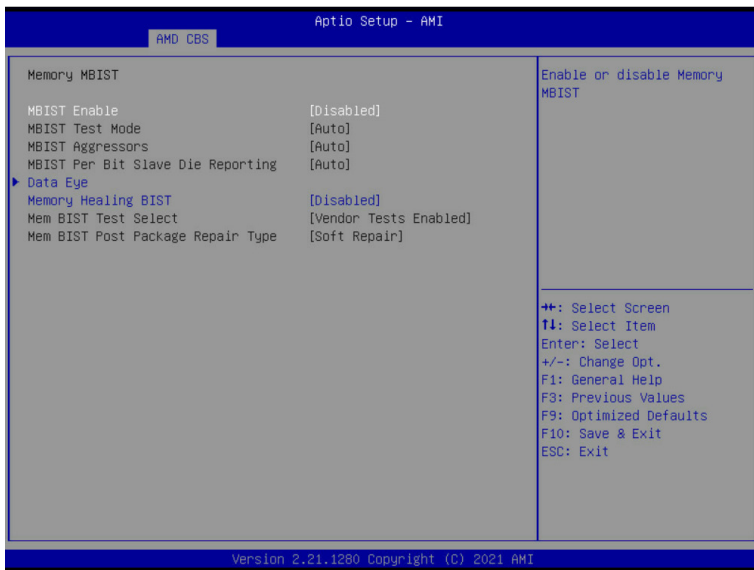 Aptio Setup – AMI
AMD CBS
Memory MBIST
MBIST Enable [Disabled]
MBIST Test Mode [Auto]
MBIST Aggressors [Auto]
MBIST Per Bit Slave Die Reporting [Auto]
Data Eye
Memory Healing BIST [Disabled]
Mem BIST Test Select [Vendor Tests Enabled]
Mem BIST Post Package Repair Type [Soft Repair]
Enable or disable Memory
MBIST
→←: Select Screen
↑↓: Select Item
Enter: Select
+/-: Change Opt.
F1: General Help
F3: Previous Values
F9: Optimized Defaults
F10: Save & Exit
ESC: Exit
Version 2.21.1280 Copyright (C) 2021 AMI